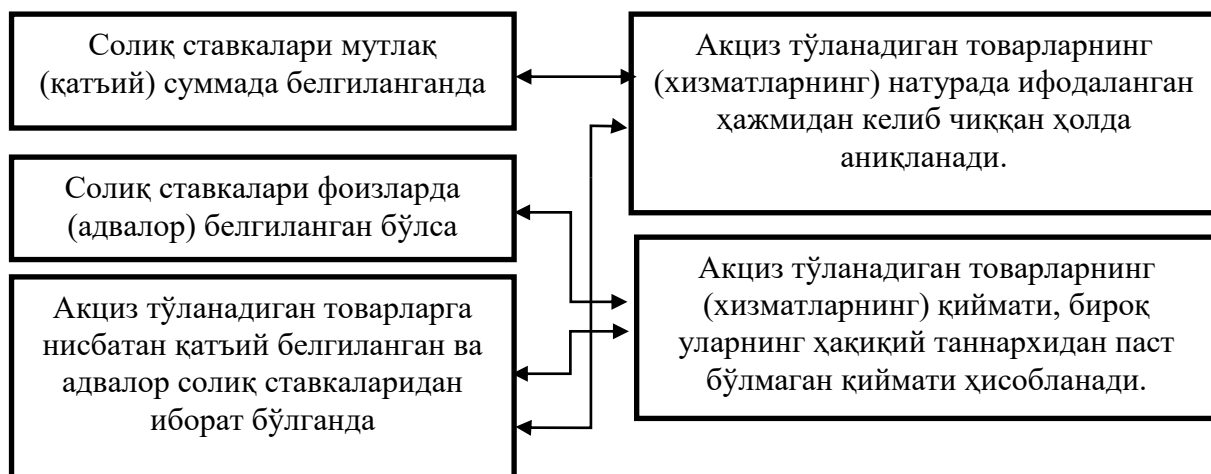 Солиқ ставкалари мутлақ
(қатъий) суммада белгиланганда
Солиқ ставкалари фоизларда
(адвалор) белгиланган бўлса
Акциз тўланадиган товарларга
нисбатан қатъий белгиланган ва
адвалор солиқ ставкаларидан
иборат бўлганда
Акциз тўланадиган товарларнинг
(хизматларнинг) натурада ифодаланган
ҳажмидан келиб чиққан ҳолда
аниқланади.
Акциз тўланадиган товарларнинг
(хизматларнинг) қиймати, бироқ
уларнинг ҳақиқий таннархидан паст
бўлмаган қиймати ҳисобланади.